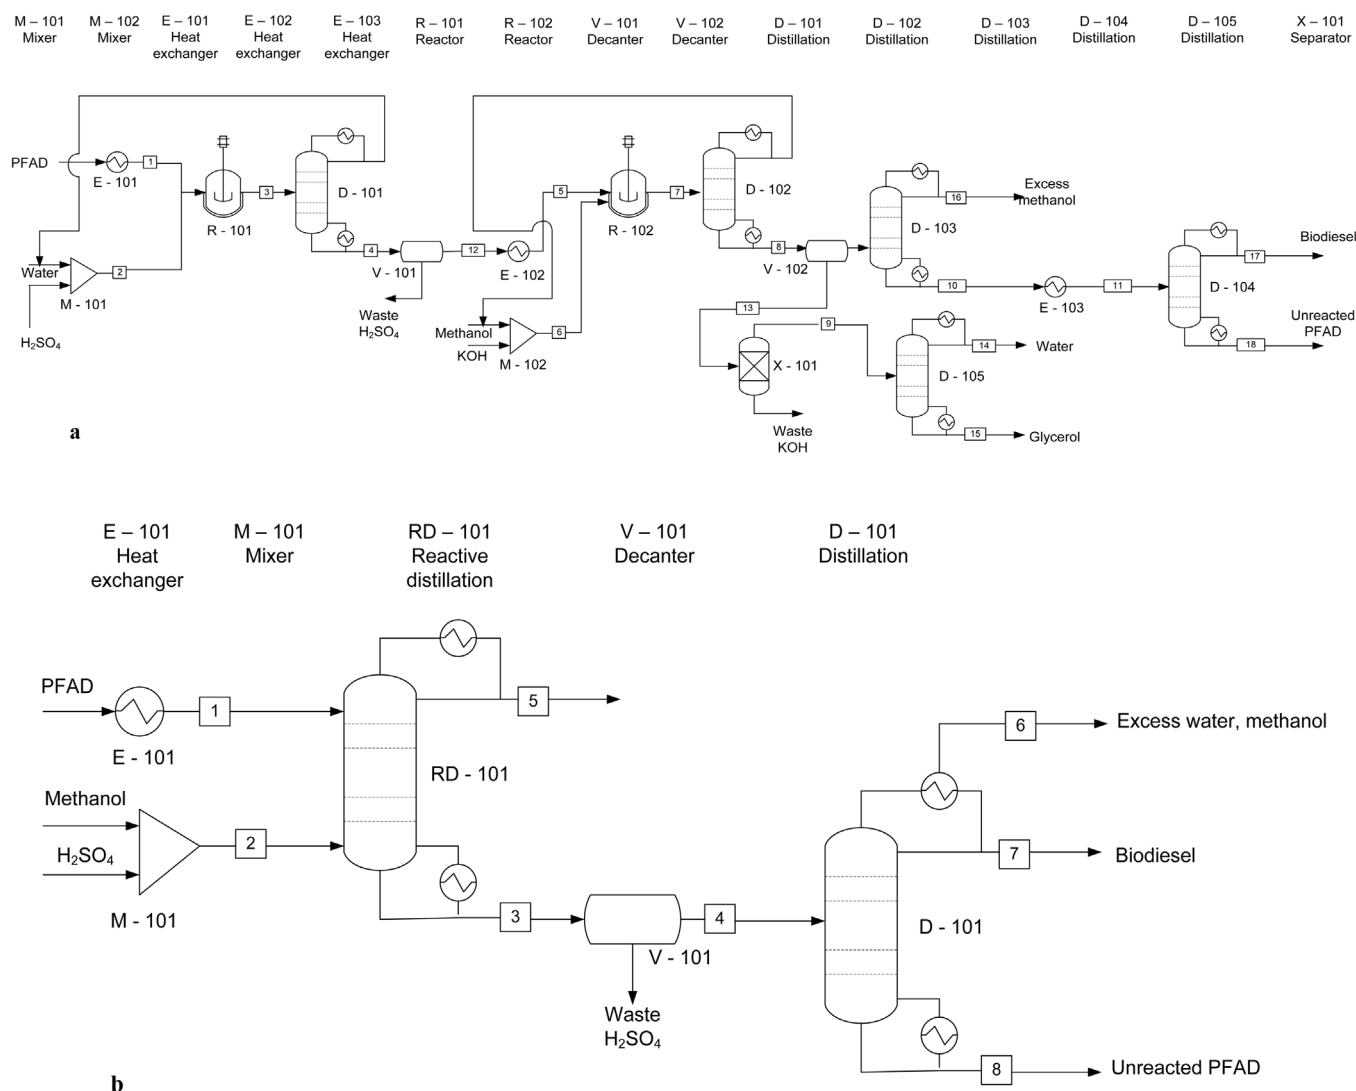 M – 101 M – 102 E – 101 E – 102 E – 103 R – 101 R – 102 V – 101 V – 102 D – 101 D – 102 D – 103 D – 104 D – 105 X – 101
Mixer Mixer Heat Heat Heat Reactor Reactor Decanter Decanter Distillation Distillation Distillation Distillation Distillation Separator
exchanger exchanger exchanger
PFAD
1
E - 101
3
R - 101
D - 101
4
V - 101
Waste
H₂SO₄
Water
M - 101
2
H₂SO₄
12
E - 102
5
R - 102
7
D - 102
8
V - 102
Methanol
KOH
M - 102
6
13
9
X - 101
Waste
KOH
D - 103
16
Excess
methanol
10
E - 103
11
D - 104
17
Biodiesel
18
Unreacted
PFAD
D - 105
14
Water
15
Glycerol
a
E – 101 M – 101 RD – 101 V – 101 D – 101
Heat Mixer Reactive Decanter Distillation
exchanger distillation
PFAD
1
E - 101
Methanol
H₂SO₄
M - 101
2
RD - 101
5
3
V - 101
Waste
H₂SO₄
4
D - 101
6
Excess water, methanol
7
Biodiesel
8
Unreacted PFAD
b